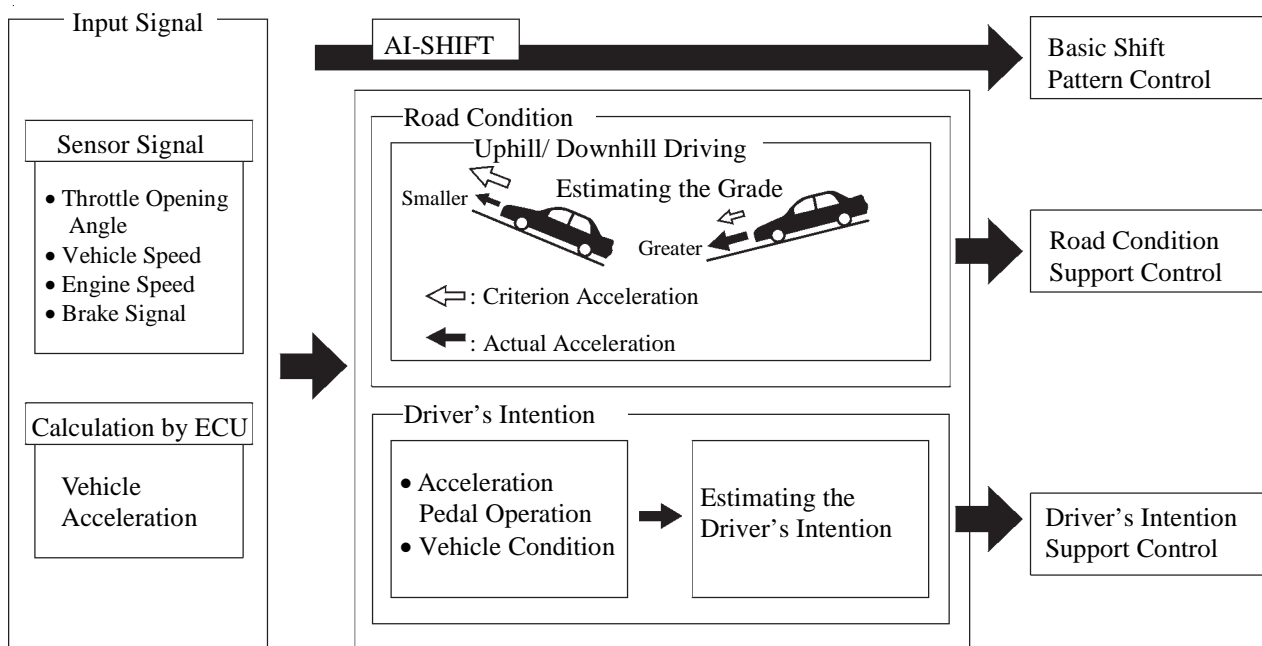 Input Signal
Sensor Signal
• Throttle Opening
Angle
• Vehicle Speed
• Engine Speed
• Brake Signal
Calculation by ECU
Vehicle
Acceleration
AI-SHIFT
Road Condition
Uphill/ Downhill Driving
Estimating the Grade
Smaller
Greater
: Criterion Acceleration
: Actual Acceleration
Driver's Intention
• Acceleration
Pedal Operation
• Vehicle Condition
Estimating the
Driver's Intention
Basic Shift
Pattern Control
Road Condition
Support Control
Driver's Intention
Support Control